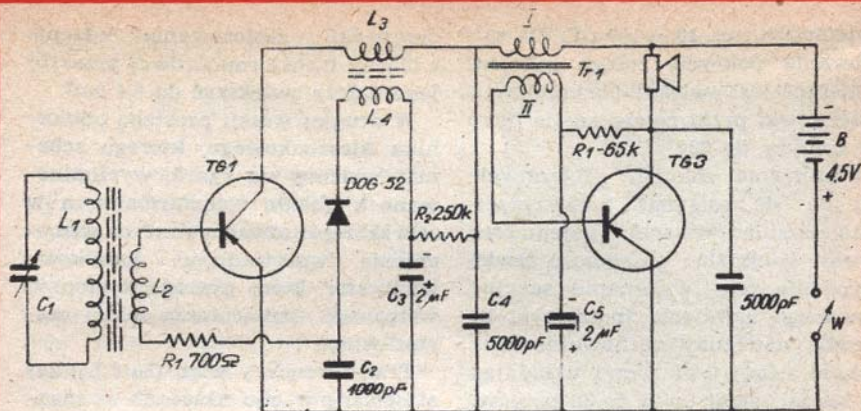 L3
I
Tr1
II
L4
R1-65k
TG1
TG3
B
4,5V
-
+
L1
DOG-52
R2 250k
C1
L2
C3
+
2µF
C4
5000pF
-
C5
2µF
+
5000pF
R1 700Ω
C2
1000pF
W